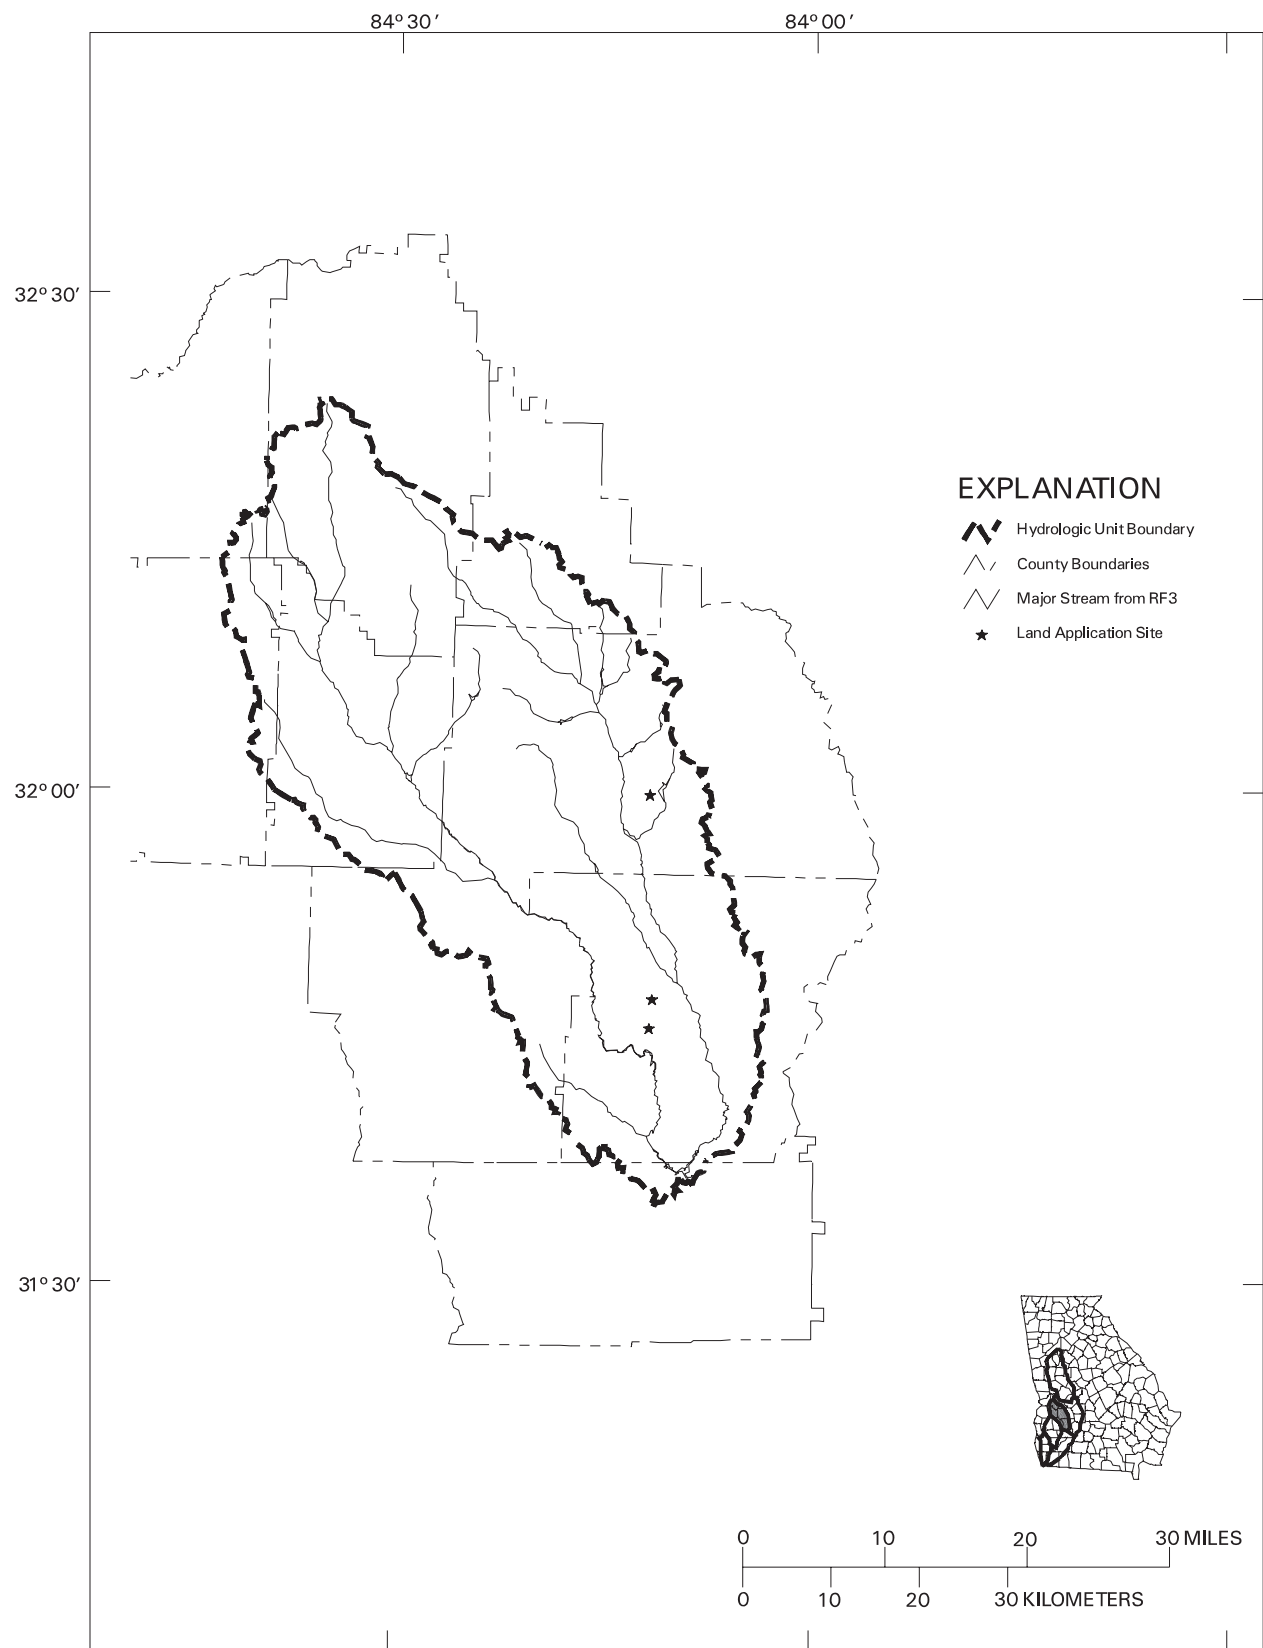 84° 30′ 84° 00′
32° 30′
EXPLANATION
Hydrologic Unit Boundary
County Boundaries
Major Stream from RF3
Land Application Site
32° 00′
31° 30′
0 10 20 30 MILES
0 10 20 30 KILOMETERS